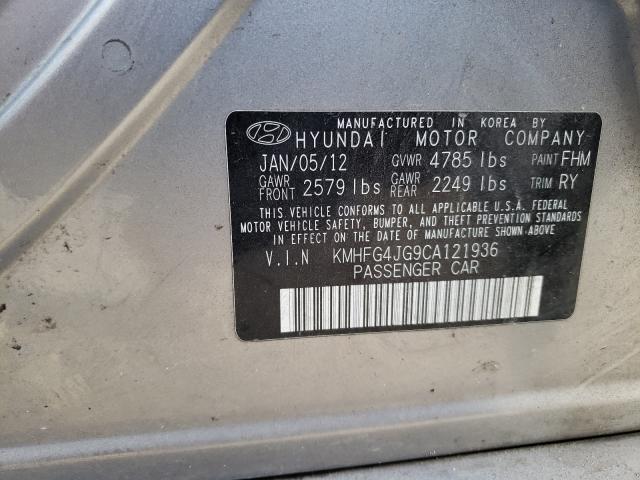 MANUFACTURED IN KOREA BY
HYUNDAI MOTOR COMPANY
JAN/05/12 GVWR 4785 lbs PAINT FHM
GAWR FRONT 2579 lbs GAWR REAR 2249 lbs TRIM RY
THIS VEHICLE CONFORMS TO ALL APPLICABLE U.S.A. FEDERAL
MOTOR VEHICLE SAFETY, BUMPER, AND THEFT PREVENTION STANDARDS
IN EFFECT ON THE DATE OF MANUFACTURE SHOWN ABOVE
V.I.N KMHFG4JG9CA121936
PASSENGER CAR